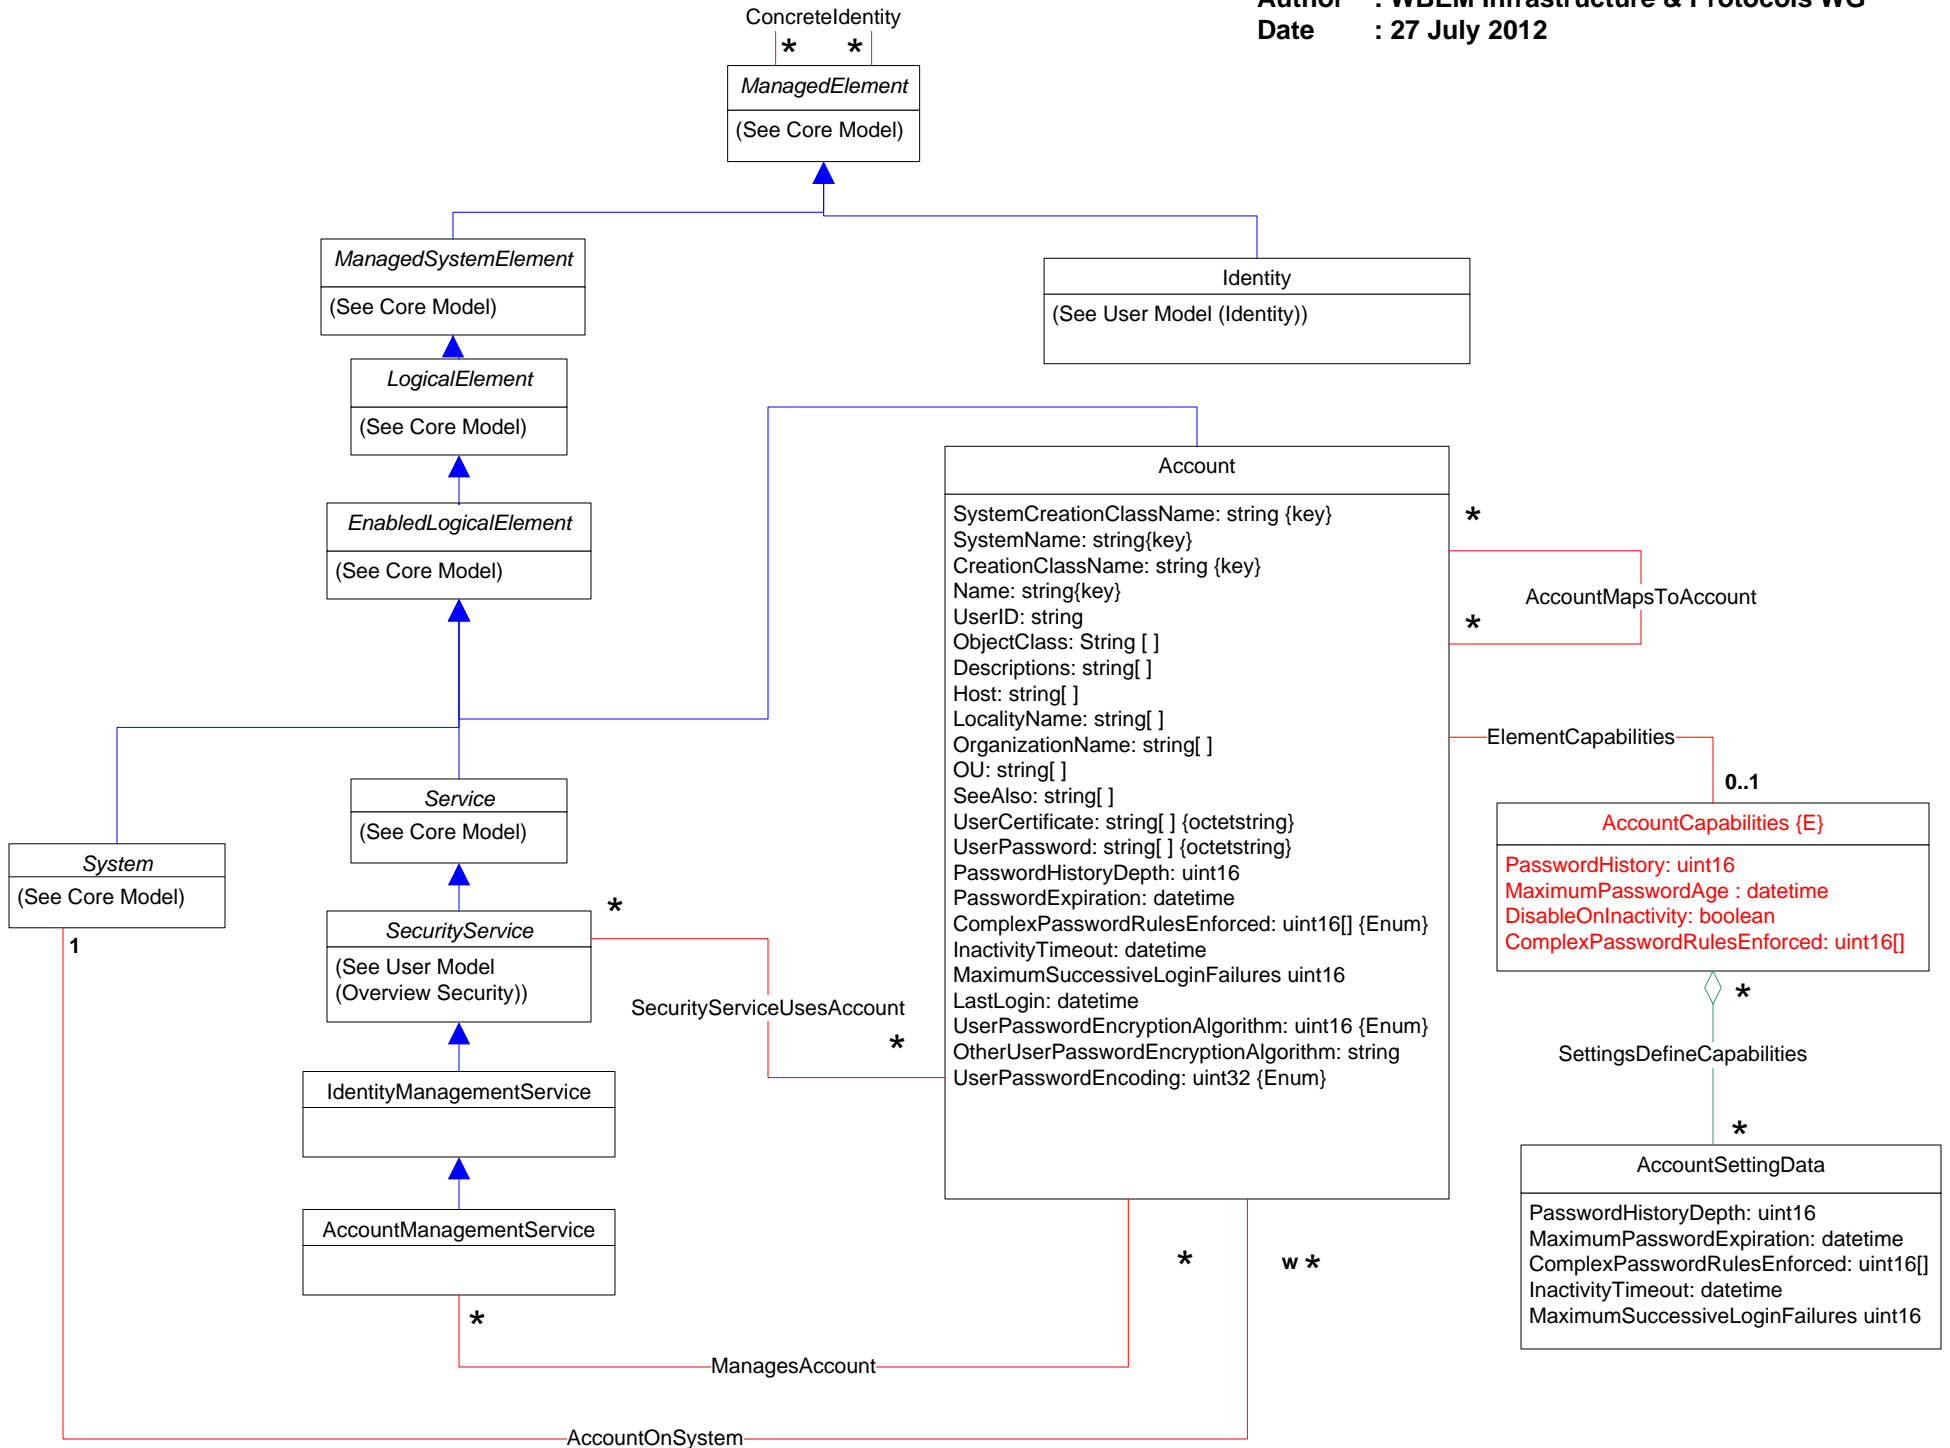 Author : WBEM Infrastructure & Protocols WG
Date : 27 July 2012
ConcreteIdentity
* *
ManagedElement
(See Core Model)
ManagedSystemElement
(See Core Model)
Identity
(See User Model (Identity))
LogicalElement
(See Core Model)
EnabledLogicalElement
(See Core Model)
Account
SystemCreationClassName: string {key}
SystemName: string{key}
CreationClassName: string {key}
Name: string{key}
UserID: string
ObjectClass: String [ ]
Descriptions: string[ ]
Host: string[ ]
LocalityName: string[ ]
OrganizationName: string[ ]
OU: string[ ]
SeeAlso: string[ ]
UserCertificate: string[ ] {octetstring}
UserPassword: string[ ] {octetstring}
PasswordHistoryDepth: uint16
PasswordExpiration: datetime
ComplexPasswordRulesEnforced: uint16[] {Enum}
InactivityTimeout: datetime
MaximumSuccessiveLoginFailures uint16
LastLogin: datetime
UserPasswordEncryptionAlgorithm: uint16 {Enum}
OtherUserPasswordEncryptionAlgorithm: string
UserPasswordEncoding: uint32 {Enum}
*
AccountMapsToAccount
*
ElementCapabilities
0..1
AccountCapabilities {E}
PasswordHistory: uint16
MaximumPasswordAge : datetime
DisableOnInactivity: boolean
ComplexPasswordRulesEnforced: uint16[]
*
SettingsDefineCapabilities
*
AccountSettingData
PasswordHistoryDepth: uint16
MaximumPasswordExpiration: datetime
ComplexPasswordRulesEnforced: uint16[]
InactivityTimeout: datetime
MaximumSuccessiveLoginFailures uint16
Service
(See Core Model)
System
(See Core Model)
1
SecurityService
(See User Model
(Overview Security))
*
SecurityServiceUsesAccount
*
IdentityManagementService
AccountManagementService
*
ManagesAccount
*
w *
AccountOnSystem